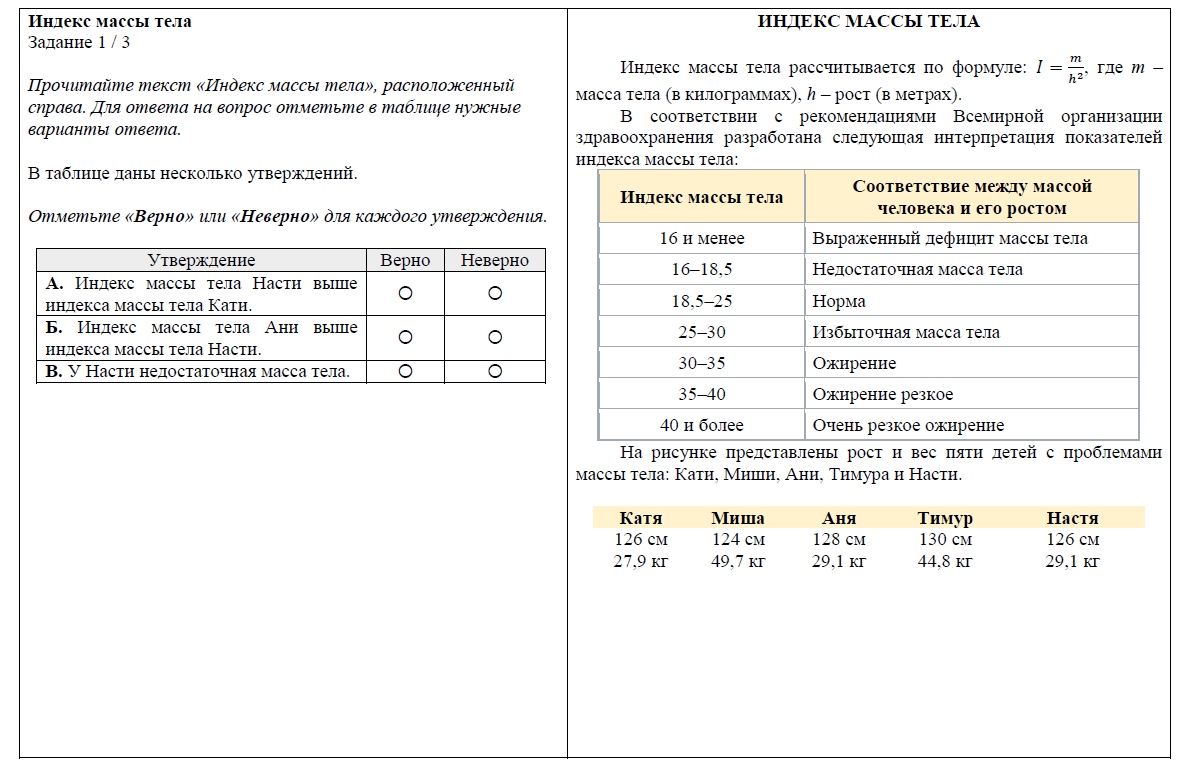 Индекс массы тела
Задание 1 / 3
Прочитайте текст «Индекс массы тела», расположенный
справа. Для ответа на вопрос отметьте в таблице нужные
варианты ответа.
В таблице даны несколько утверждений.
Отметьте «Верно» или «Неверно» для каждого утверждения.
Утверждение Верно Неверно
А. Индекс массы тела Насти выше
индекса массы тела Кати.
Б. Индекс массы тела Ани выше
индекса массы тела Насти.
В. У Насти недостаточная масса тела.
ИНДЕКС МАССЫ ТЕЛА
Индекс массы тела рассчитывается по формуле: I = m/h², где m –
масса тела (в килограммах), h – рост (в метрах).
В соответствии с рекомендациями Всемирной организации
здравоохранения разработана следующая интерпретация показателей
индекса массы тела:
Индекс массы тела Соответствие между массой
человека и его ростом
16 и менее Выраженный дефицит массы тела
16–18,5 Недостаточная масса тела
18,5–25 Норма
25–30 Избыточная масса тела
30–35 Ожирение
35–40 Ожирение резкое
40 и более Очень резкое ожирение
На рисунке представлены рост и вес пяти детей с проблемами
массы тела: Кати, Миши, Ани, Тимура и Насти.
Катя Миша Аня Тимур Настя
126 см 124 см 128 см 130 см 126 см
27,9 кг 49,7 кг 29,1 кг 44,8 кг 29,1 кг